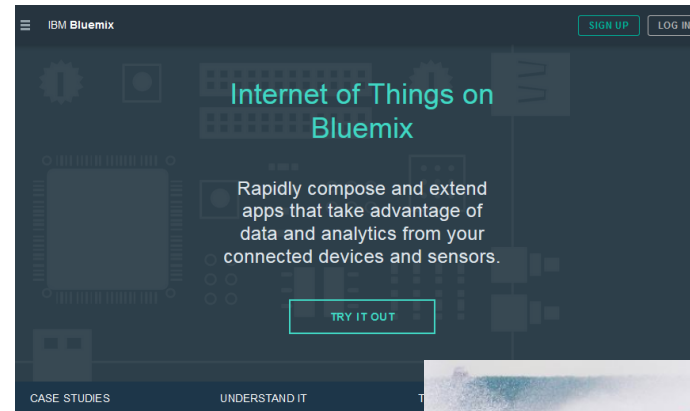 IBM Bluemix
SIGN UP
LOG IN
Internet of Things on
Bluemix
Rapidly compose and extend
apps that take advantage of
data and analytics from your
connected devices and sensors.
TRY IT OUT
CASE STUDIES
UNDERSTAND IT